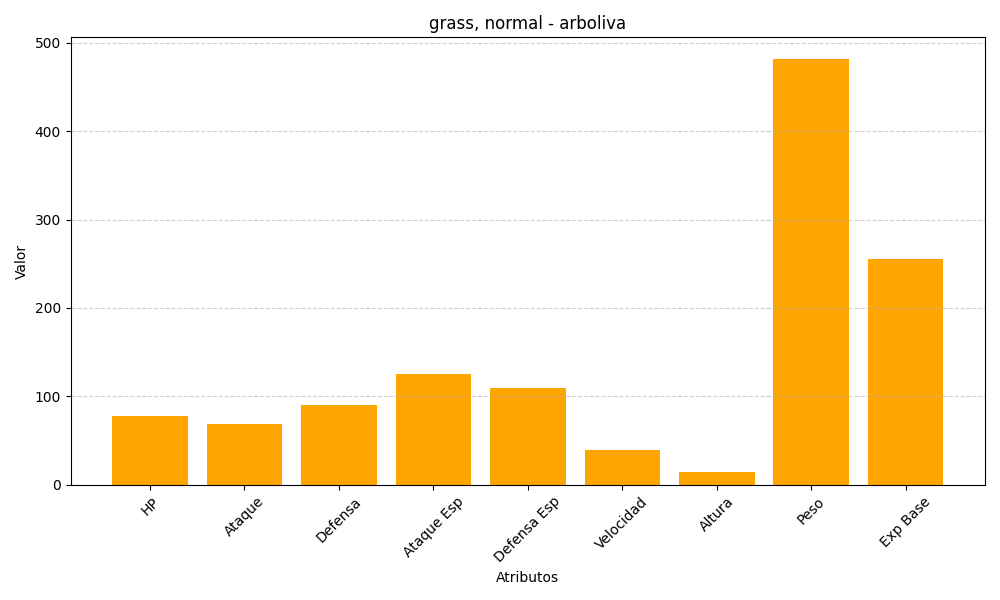 grass, normal - arboliva
500
400
300
200
100
0
Valor
HP
Ataque
Defensa
Ataque Esp
Defensa Esp
Velocidad
Altura
Peso
Exp Base
Atributos